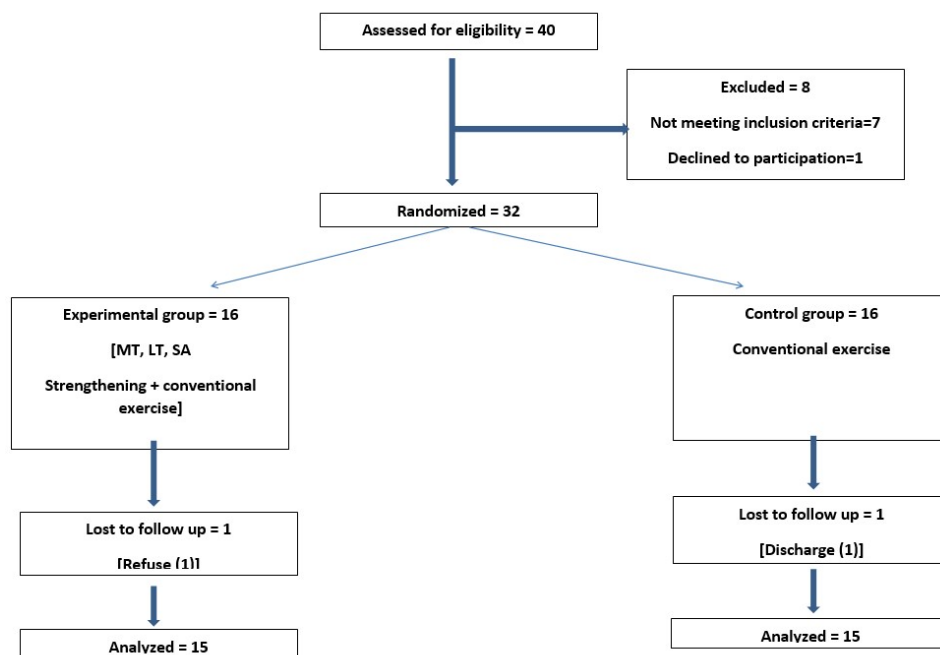 Assessed for eligibility = 40
Excluded = 8
Not meeting inclusion criteria=7
Declined to participation=1
Randomized = 32
Experimental group = 16
[MT, LT, SA
Strengthening + conventional
exercise]
Control group = 16
Conventional exercise
Lost to follow up = 1
[Refuse (1)]
Lost to follow up = 1
[Discharge (1)]
Analyzed = 15
Analyzed = 15